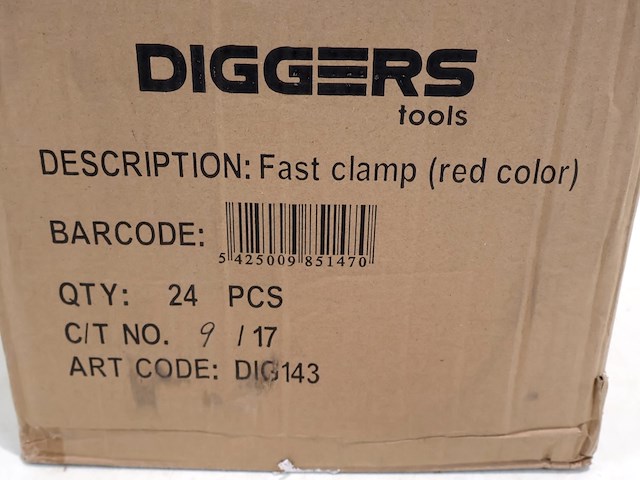 DIGGERS
tools
DESCRIPTION: Fast clamp (red color)
BARCODE:
5 425009 851470
QTY: 24 PCS
C/T NO. 9 / 17
ART CODE: DIG143